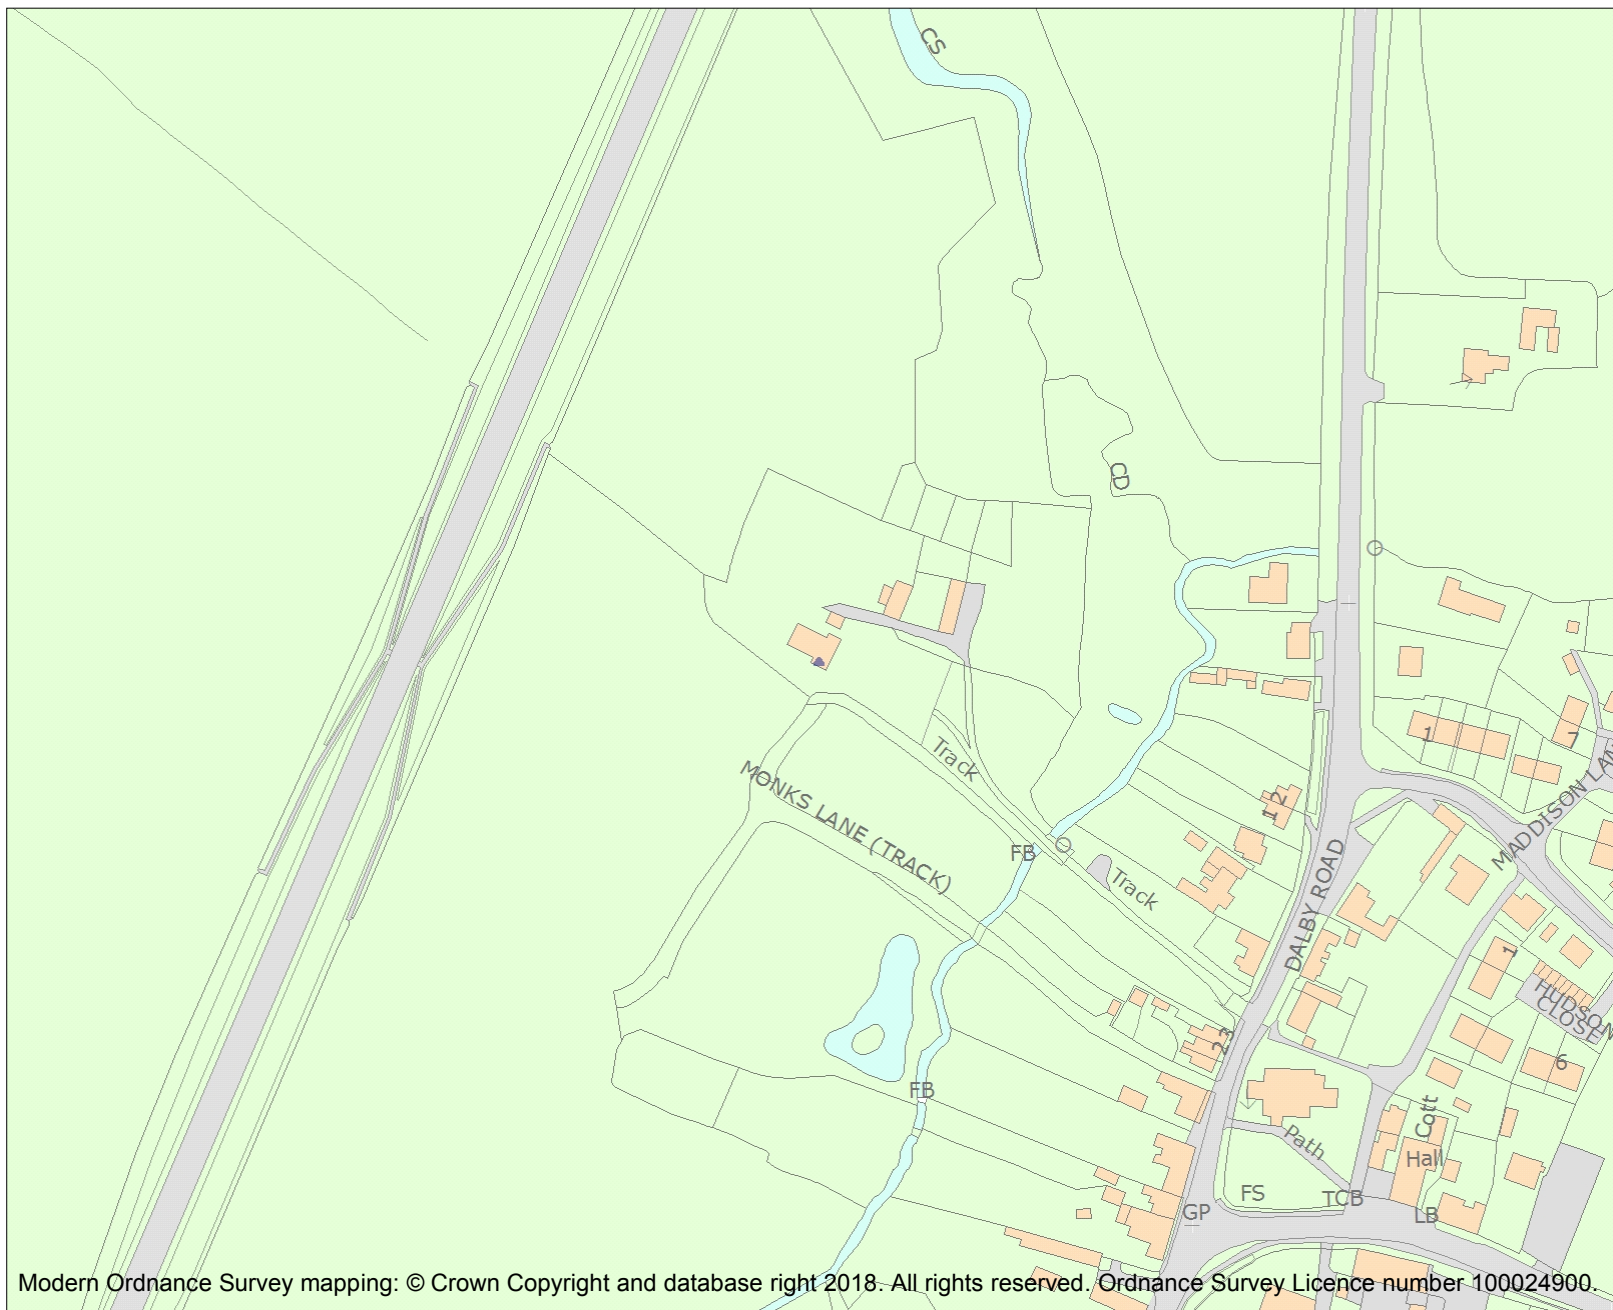 CS
CD
1
7
MADDISON LA
Track
MONKS LANE (TRACK)
12
FB
Track
DALBY ROAD
1
HUDSON
CLOSE
23
6
FB
Cott
Path
Hall
FS
TCB
GP
LB
Modern Ordnance Survey mapping: © Crown Copyright and database right 2018. All rights reserved. Ordnance Survey Licence number 100024900.